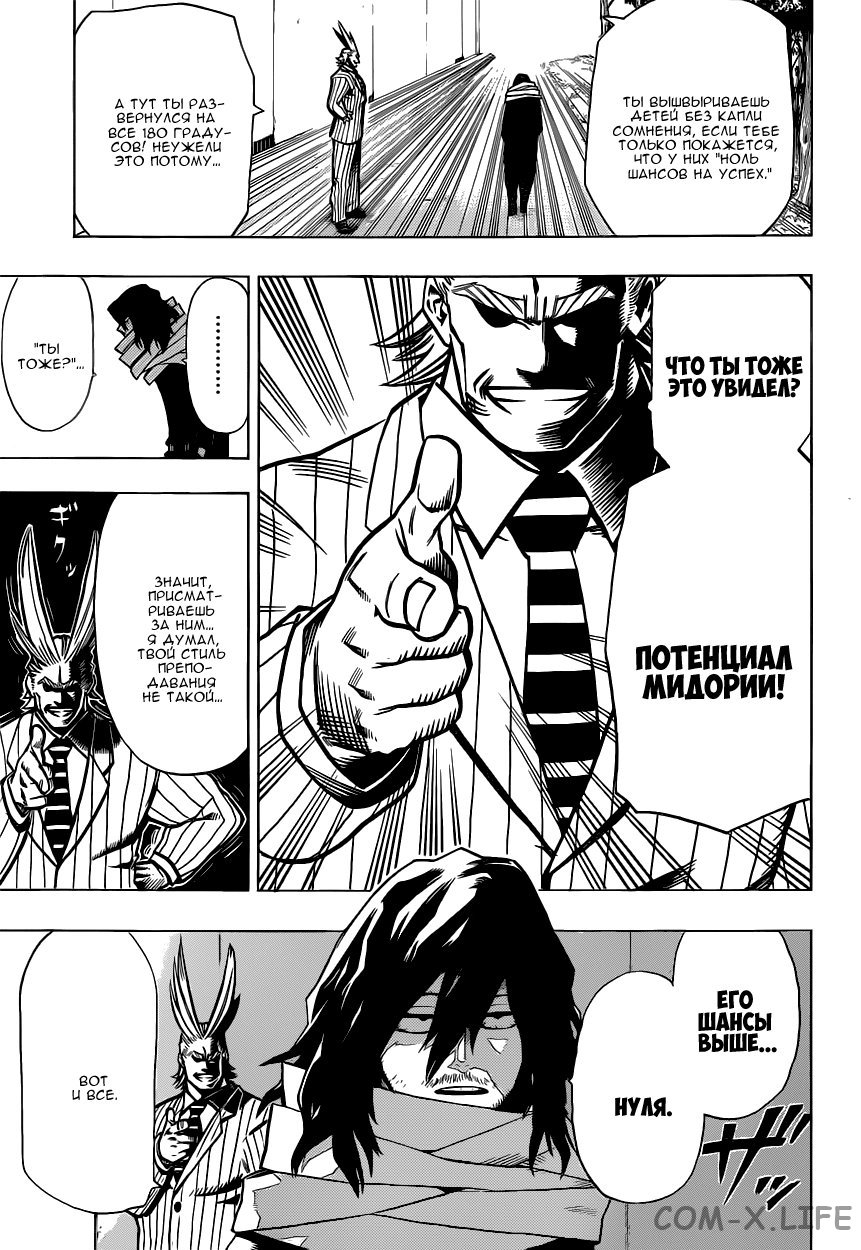 ТЫ ВЫШВЫРИВАЕШЬ
ДЕТЕЙ БЕЗ КАПЛИ
СОМНЕНИЯ, ЕСЛИ ТЕБЕ
ТОЛЬКО ПОКАЖЕТСЯ,
ЧТО У НИХ "НОЛЬ
ШАНСОВ НА УСПЕХ."
А ТУТ ТЫ РАЗ-
ВЕРНУЛСЯ НА
ВСЕ 180 ГРАДУ-
СОВ! НЕУЖЕЛИ
ЭТО ПОТОМУ...
ЧТО ТЫ ТОЖЕ
ЭТО УВИДЕЛ?
ПОТЕНЦИАЛ
МИДОРИИ!
.........
"ТЫ
ТОЖЕ?"...
ЗНАЧИТ,
ПРИСМАТ-
РИВАЕШЬ
ЗА НИМ...
Я ДУМАЛ,
ТВОЙ СТИЛЬ
ПРЕПО-
ДАВАНИЯ
НЕ ТАКОЙ...
ギクッ
ЕГО
ШАНСЫ
ВЫШЕ...
НУЛЯ.
ザッ
ВОТ
И ВСЕ.
COM-X.LIFE